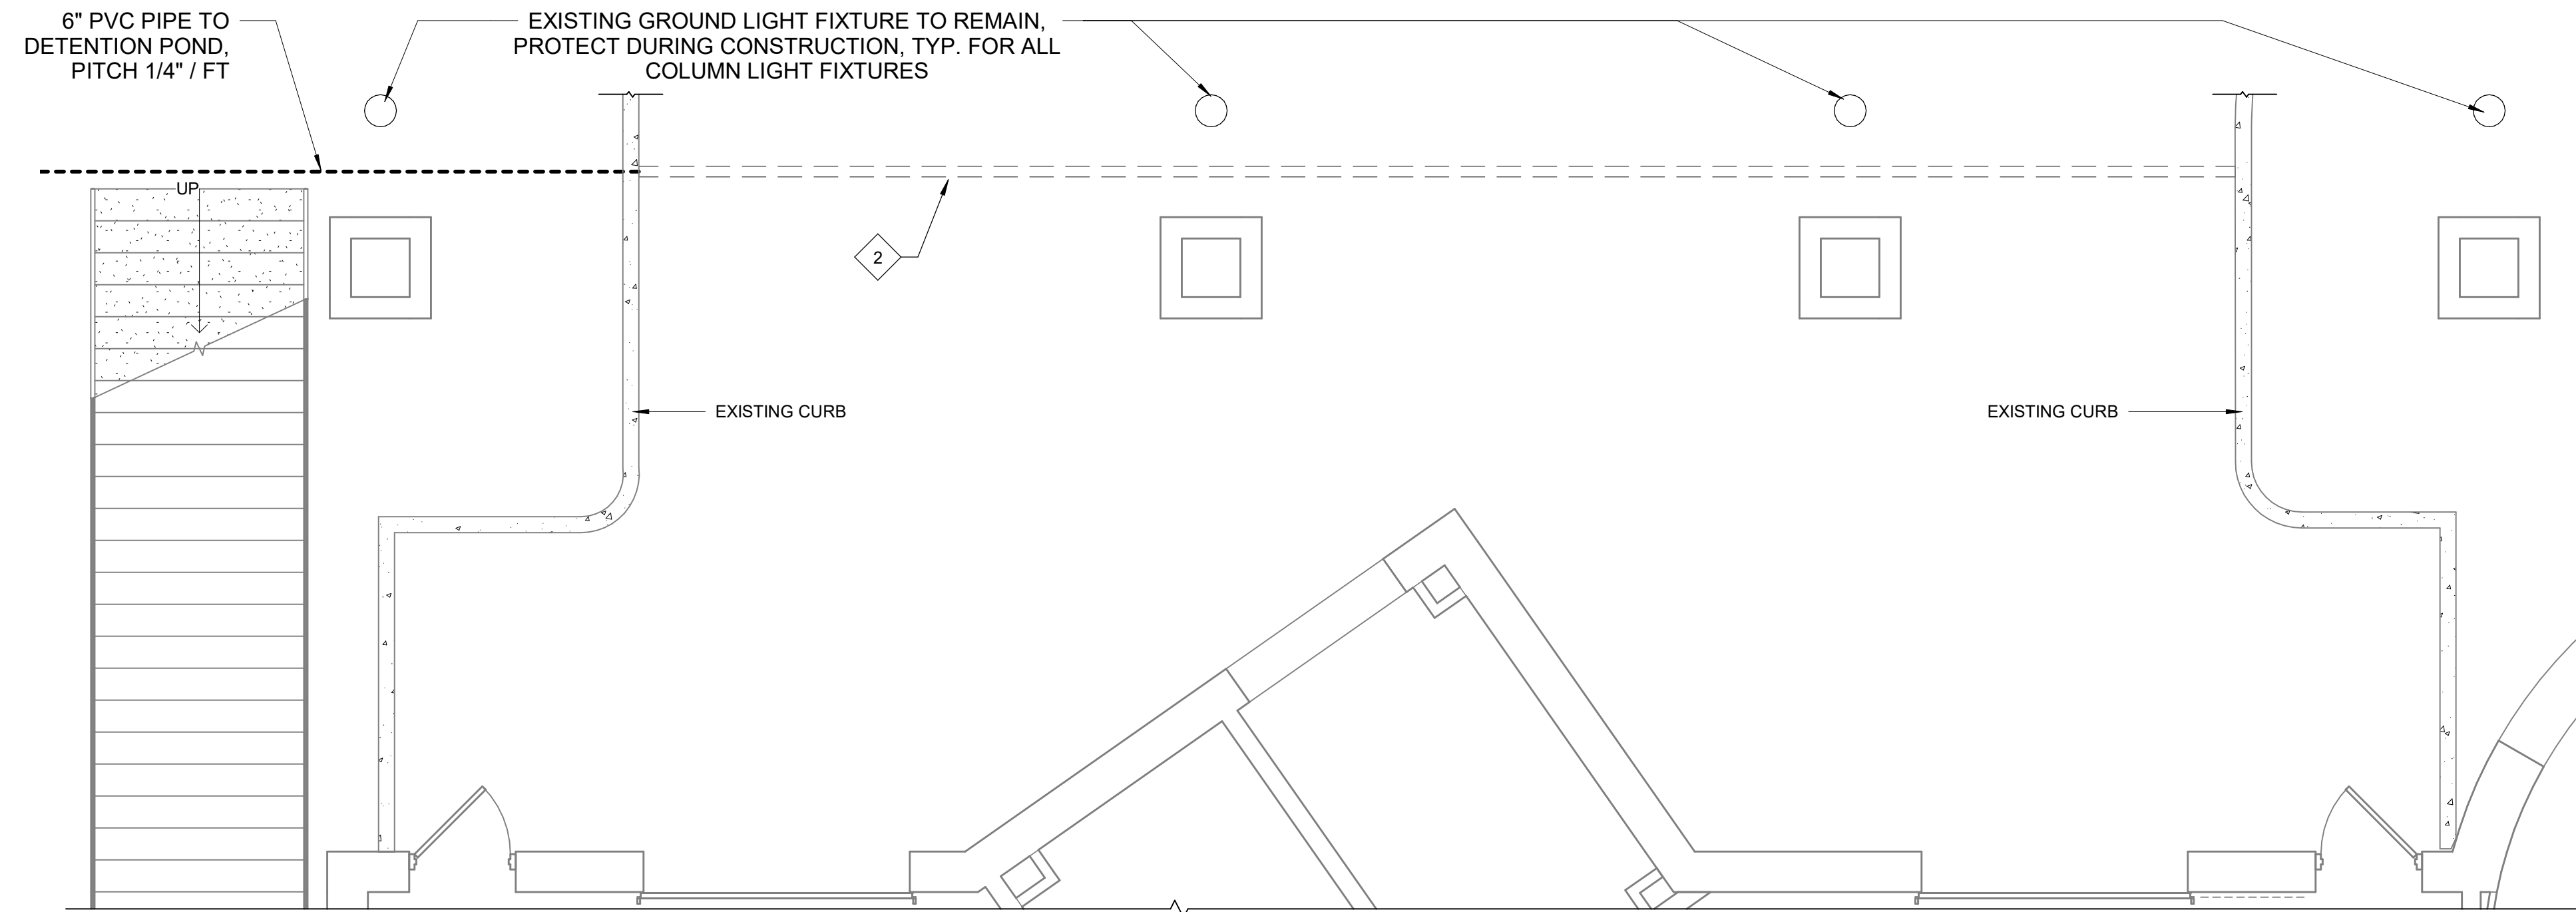 6" PVC PIPE TO
DETENTION POND,
PITCH 1/4" / FT
EXISTING GROUND LIGHT FIXTURE TO REMAIN,
PROTECT DURING CONSTRUCTION, TYP. FOR ALL
COLUMN LIGHT FIXTURES
UP
2
EXISTING CURB
EXISTING CURB